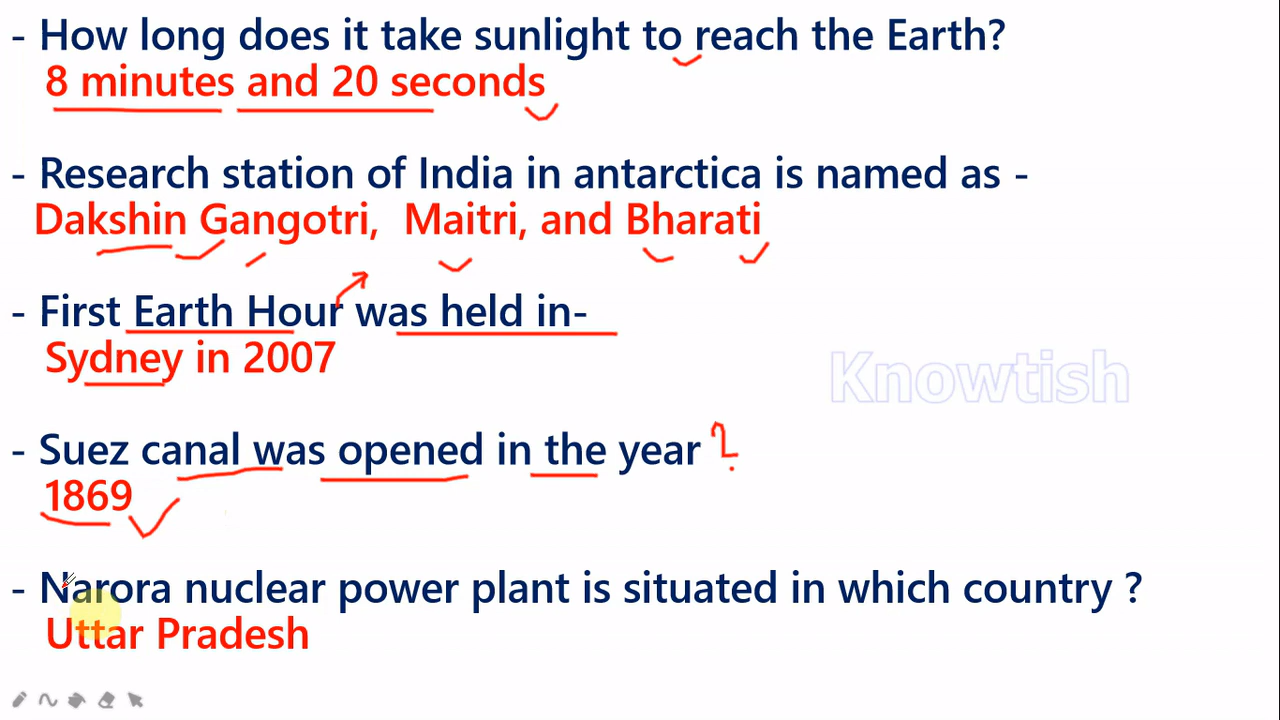 - How long does it take sunlight to reach the Earth?
8 minutes and 20 seconds
- Research station of India in antarctica is named as -
Dakshin Gangotri, Maitri, and Bharati
- First Earth Hour was held in-
Sydney in 2007
Knowtish
- Suez canal was opened in the year ?
1869
- Narora nuclear power plant is situated in which country ?
Uttar Pradesh